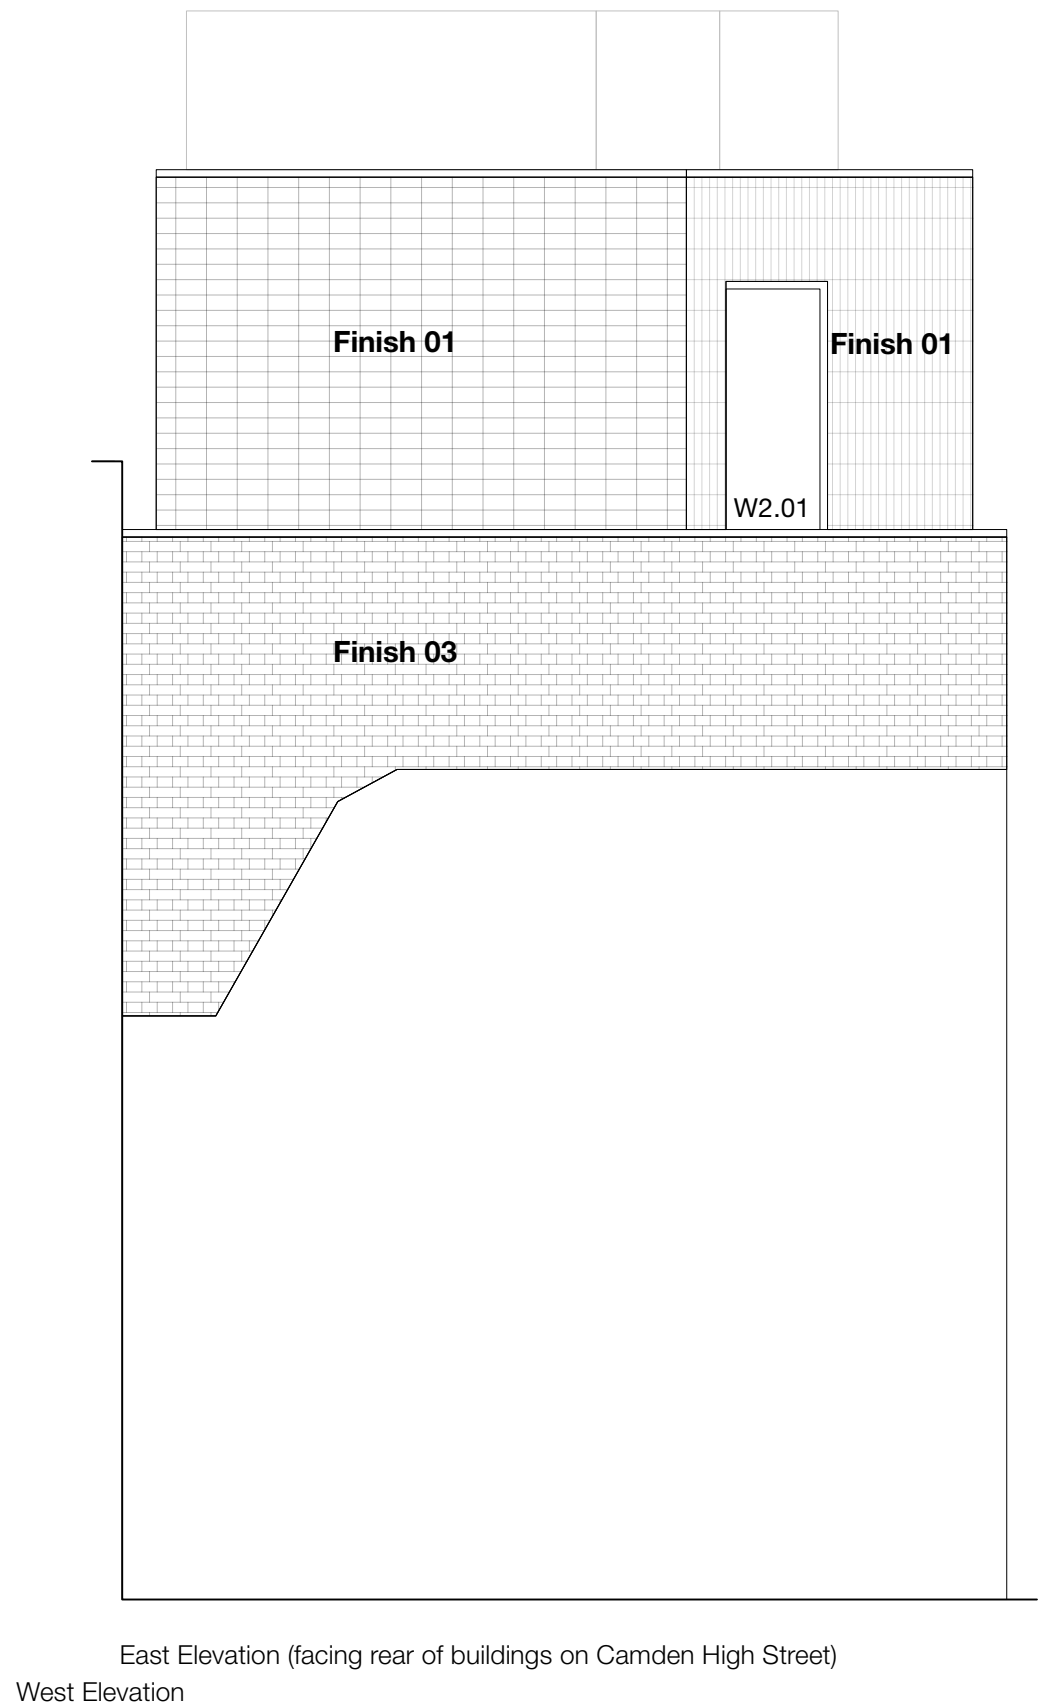 Finish 01
Finish 01
W2.01
Finish 03
East Elevation (facing rear of buildings on Camden High Street)
West Elevation